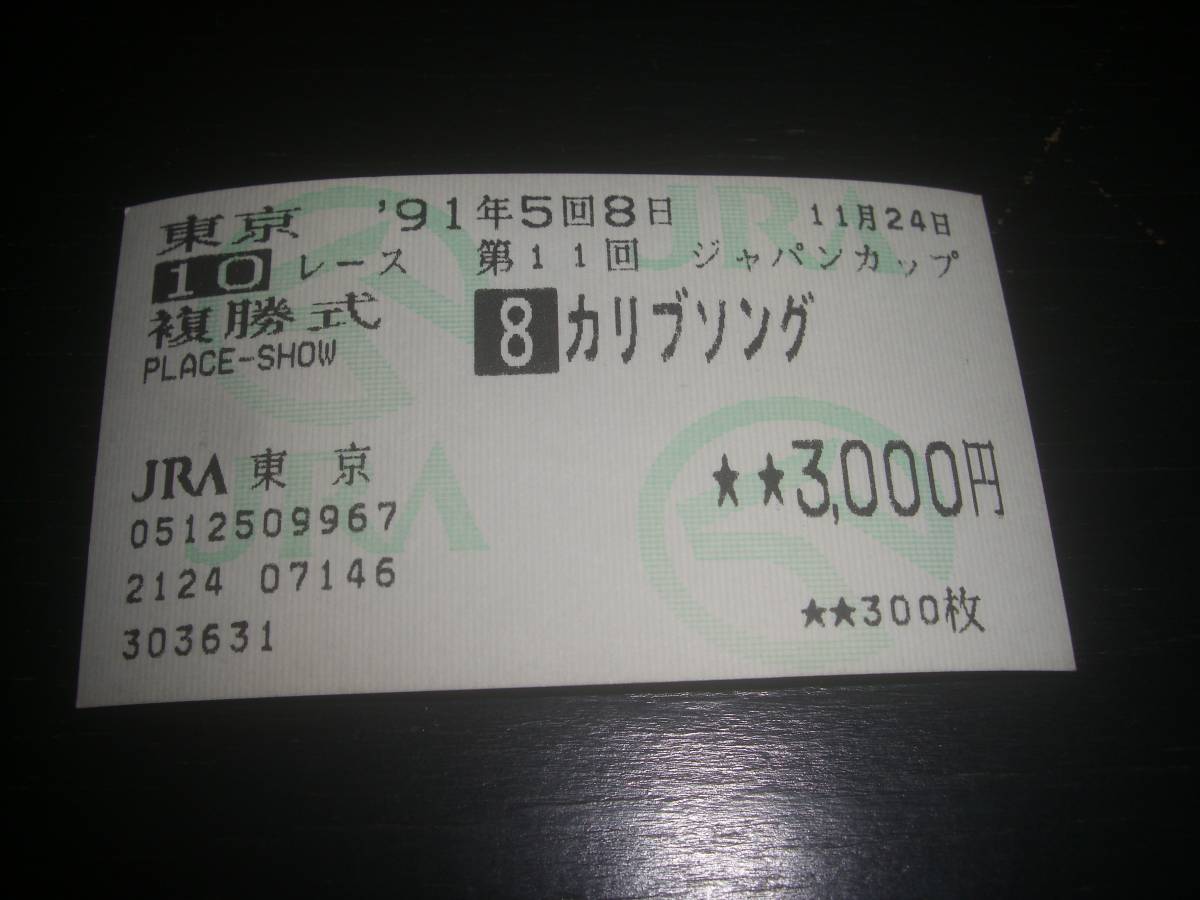 東京 '91年5回8日 11月24日
10 レース 第11回 ジャパンカップ
複勝式 8 カリブソング
PLACE-SHOW
JRA 東京 ★★3,000円
0512509967
2124 07146
303631 ★★300枚
JRA
JRA